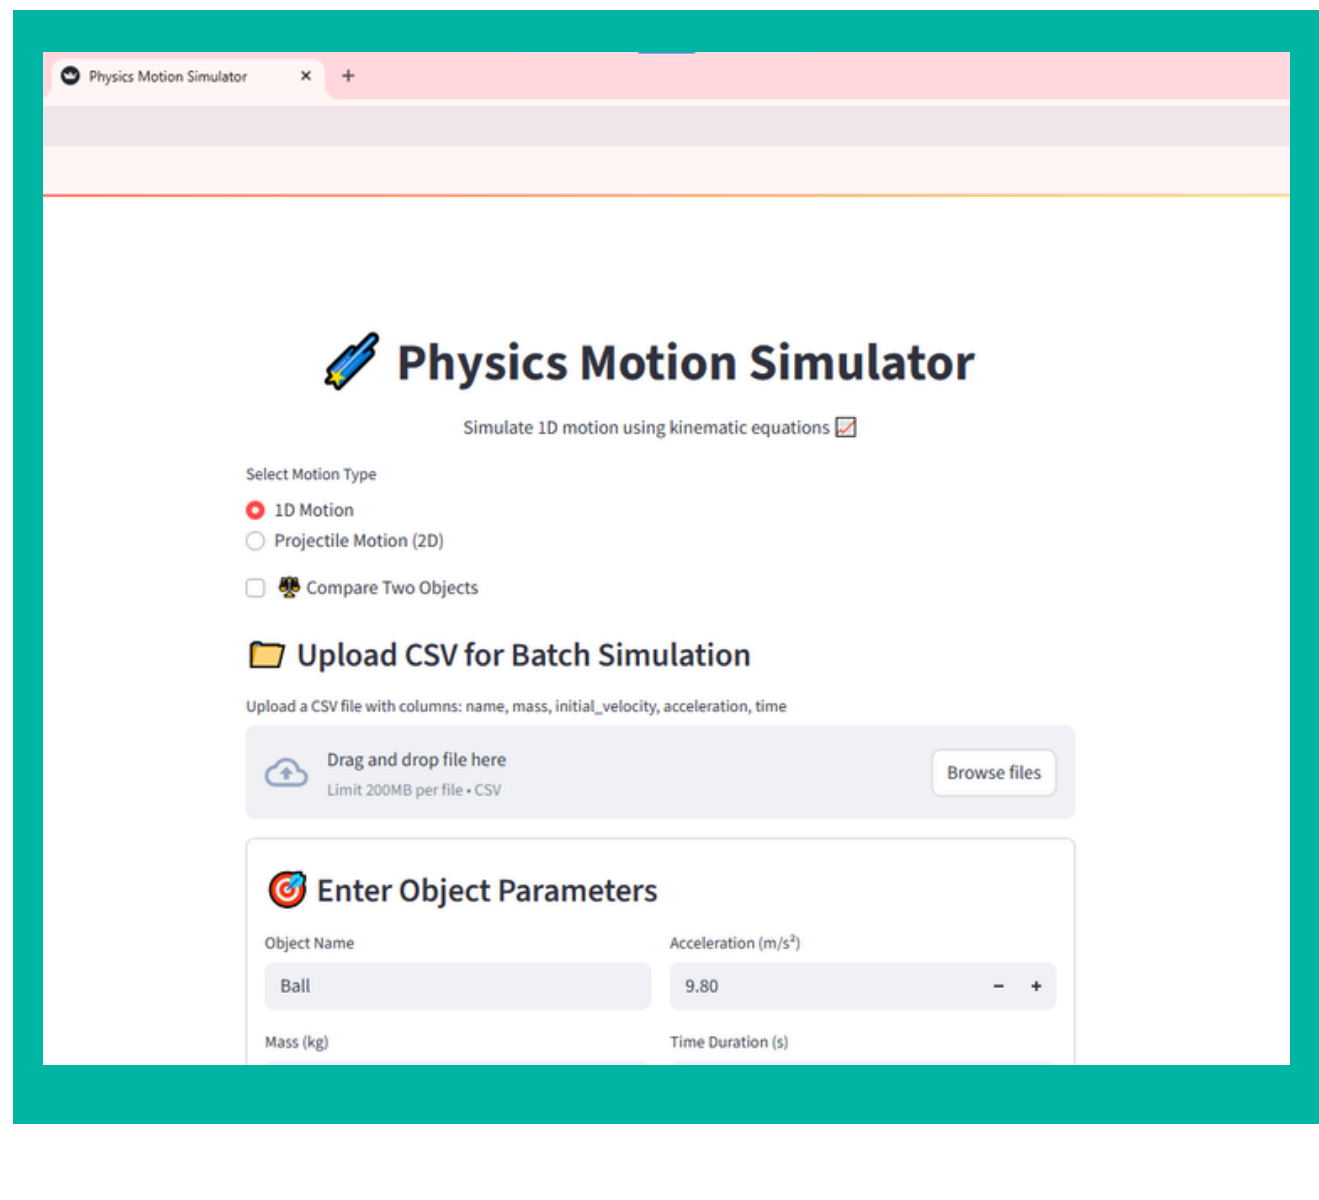 Physics Motion Simulator
Physics Motion Simulator
Simulate 1D motion using kinematic equations
Select Motion Type
1D Motion
Projectile Motion (2D)
Compare Two Objects
Upload CSV for Batch Simulation
Upload a CSV file with columns: name, mass, initial_velocity, acceleration, time
Drag and drop file here
Limit 200MB per file • CSV
Browse files
Enter Object Parameters
Object Name
Acceleration (m/s²)
Ball
9.80
Mass (kg)
Time Duration (s)